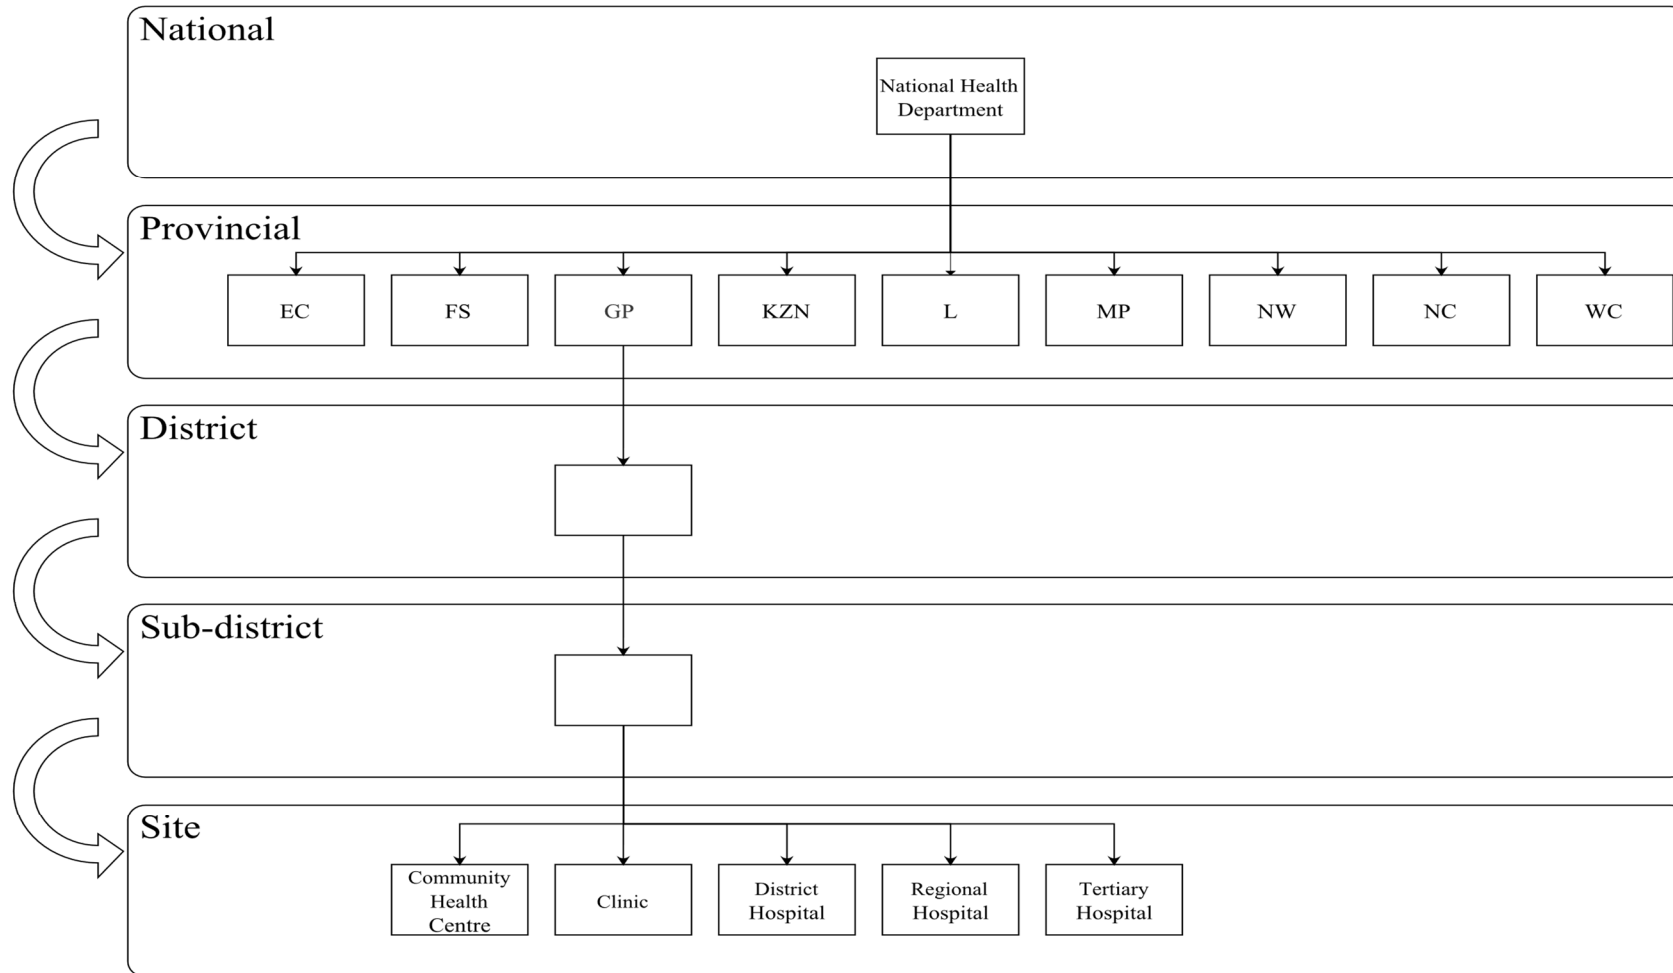 National
National Health
Department
Provincial
EC
FS
GP
KZN
L
MP
NW
NC
WC
District
Sub-district
Site
Community
Health
Centre
Clinic
District
Hospital
Regional
Hospital
Tertiary
Hospital